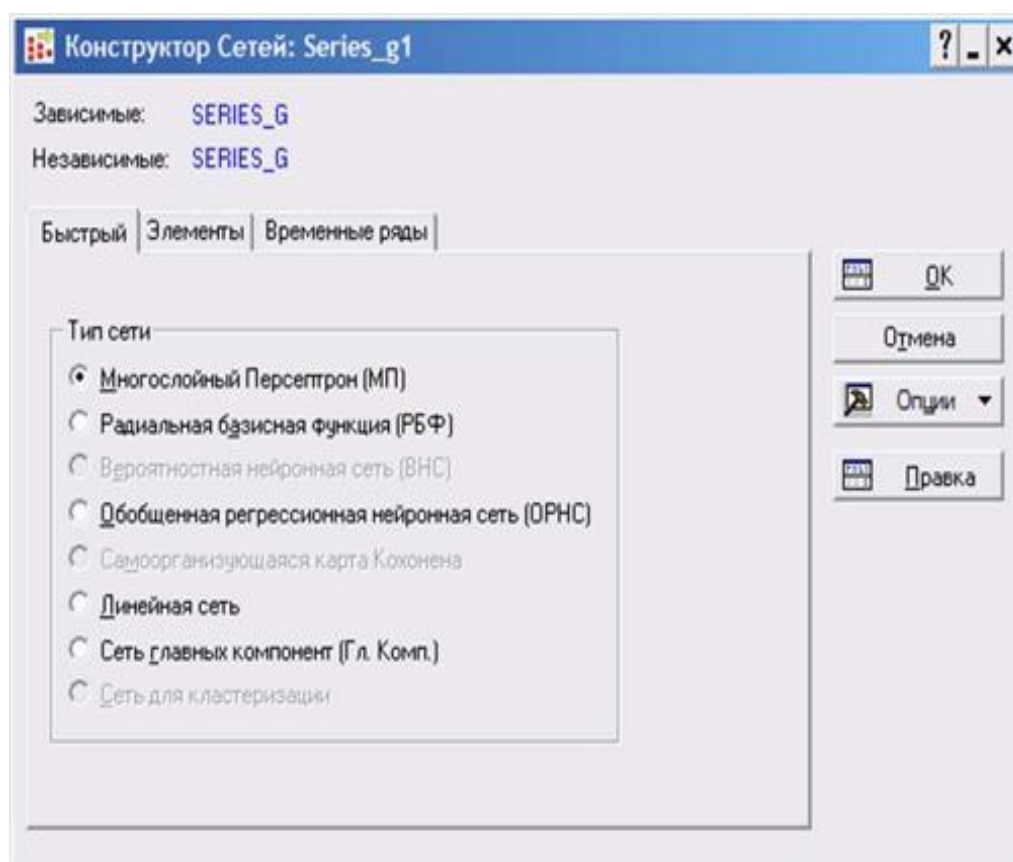 Конструктор Сетей: Series_g1
Зависимые: SERIES_G
Независимые: SERIES_G
Быстрый Элементы Временные ряды
Тип сети
Многослойный Персептрон (МП)
Радиальная базисная функция (РБФ)
Вероятностная нейронная сеть (ВНС)
Обобщенная регрессионная нейронная сеть (ОРНС)
Самоорганизующаяся карта Кохонена
Линейная сеть
Сеть главных компонент (Гл. Комп.)
Сеть для кластеризации
OK
Отмена
Опции
Правка